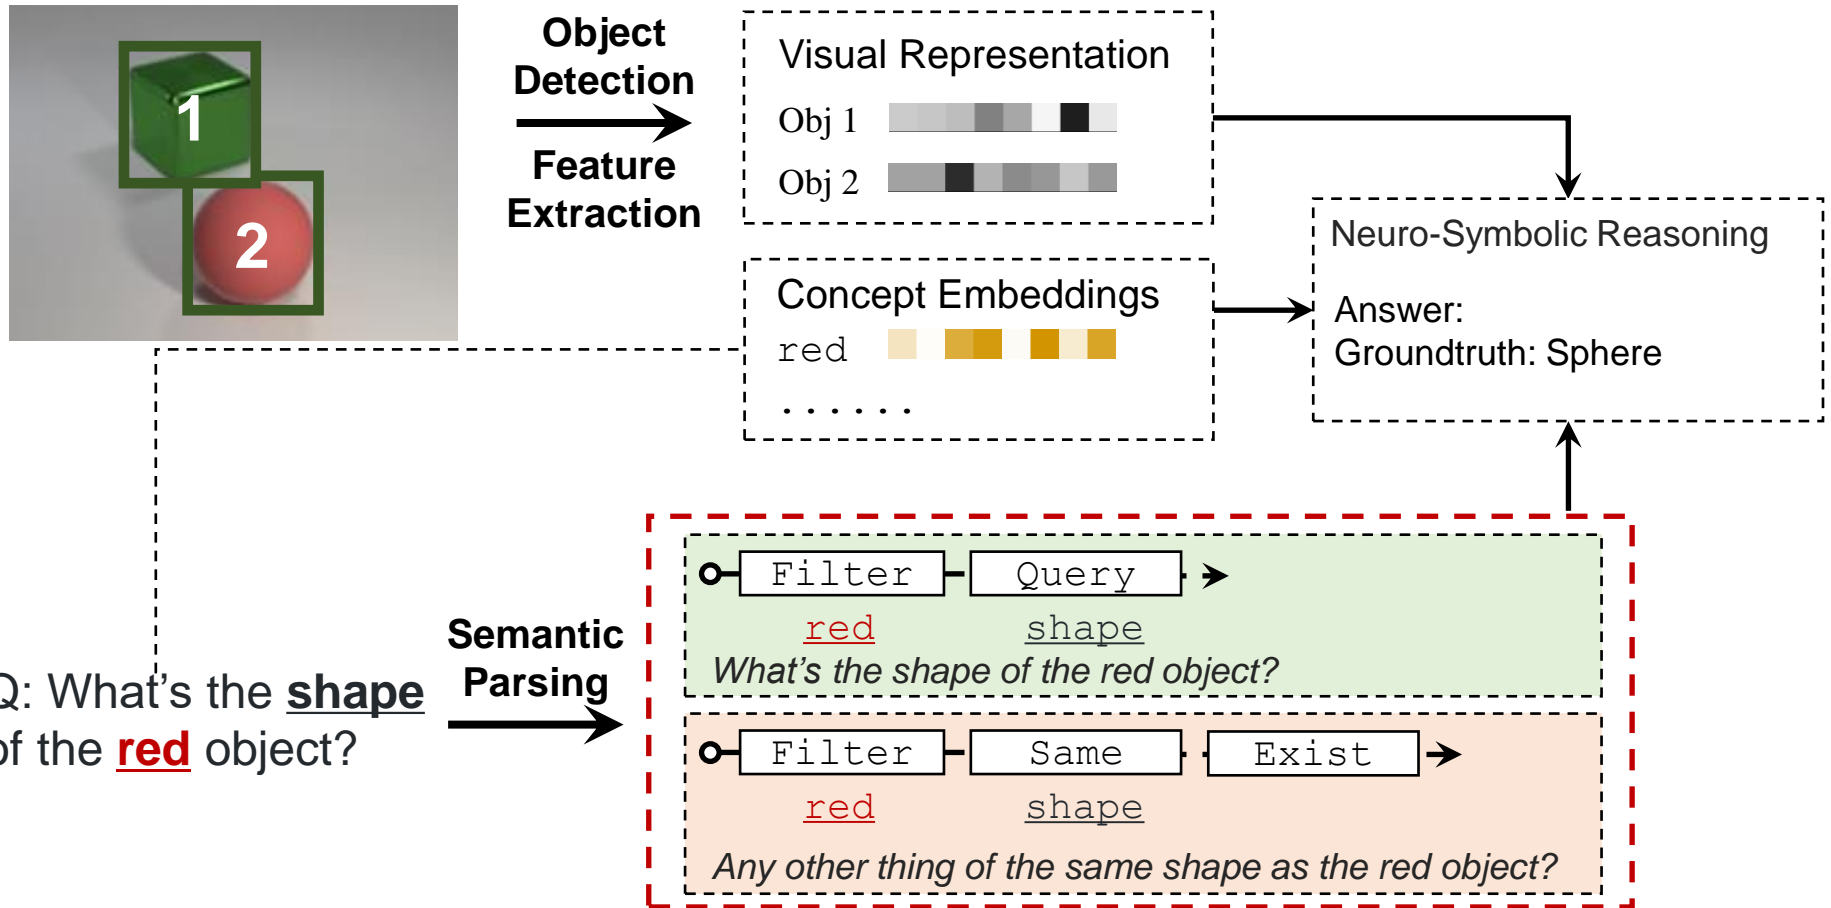 1
2
Object
Detection
Feature
Extraction
Visual Representation
Obj 1
Obj 2
Concept Embeddings
red
......
Neuro-Symbolic Reasoning
Answer:
Groundtruth: Sphere
Q: What's the shape
of the red object?
Semantic
Parsing
Filter Query
red shape
What's the shape of the red object?
Filter Same Exist
red shape
Any other thing of the same shape as the red object?